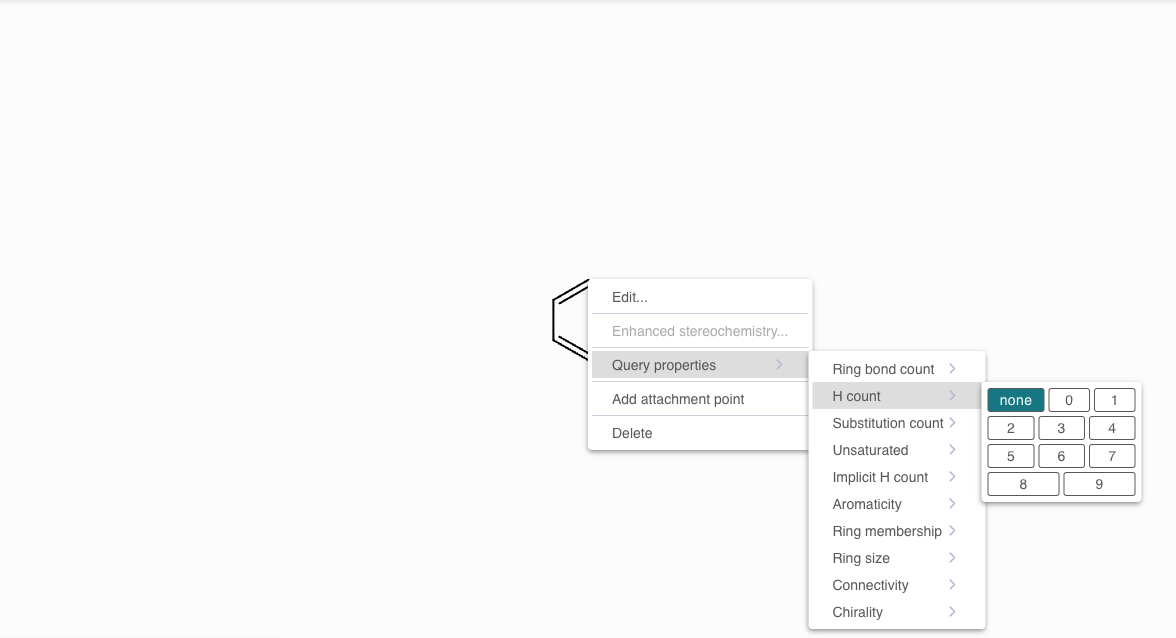 Edit...
Enhanced stereochemistry...
Query properties
Add attachment point
Delete
Ring bond count
H count
Substitution count
Unsaturated
Implicit H count
Aromaticity
Ring membership
Ring size
Connectivity
Chirality
none 0 1
2 3 4
5 6 7
8 9